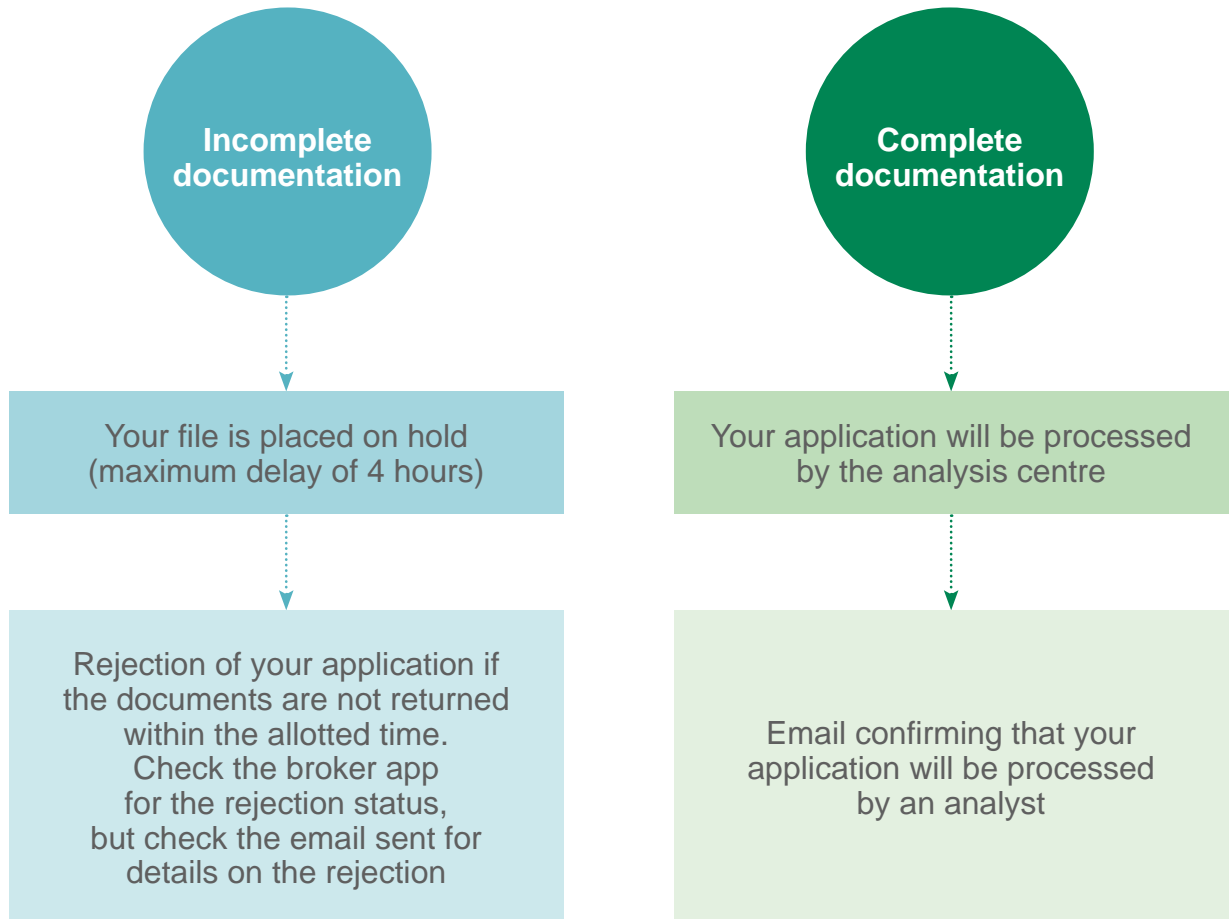 Incomplete
documentation
Your file is placed on hold
(maximum delay of 4 hours)
Rejection of your application if
the documents are not returned
within the allotted time.
Check the broker app
for the rejection status,
but check the email sent for
details on the rejection
Complete
documentation
Your application will be processed
by the analysis centre
Email confirming that your
application will be processed
by an analyst